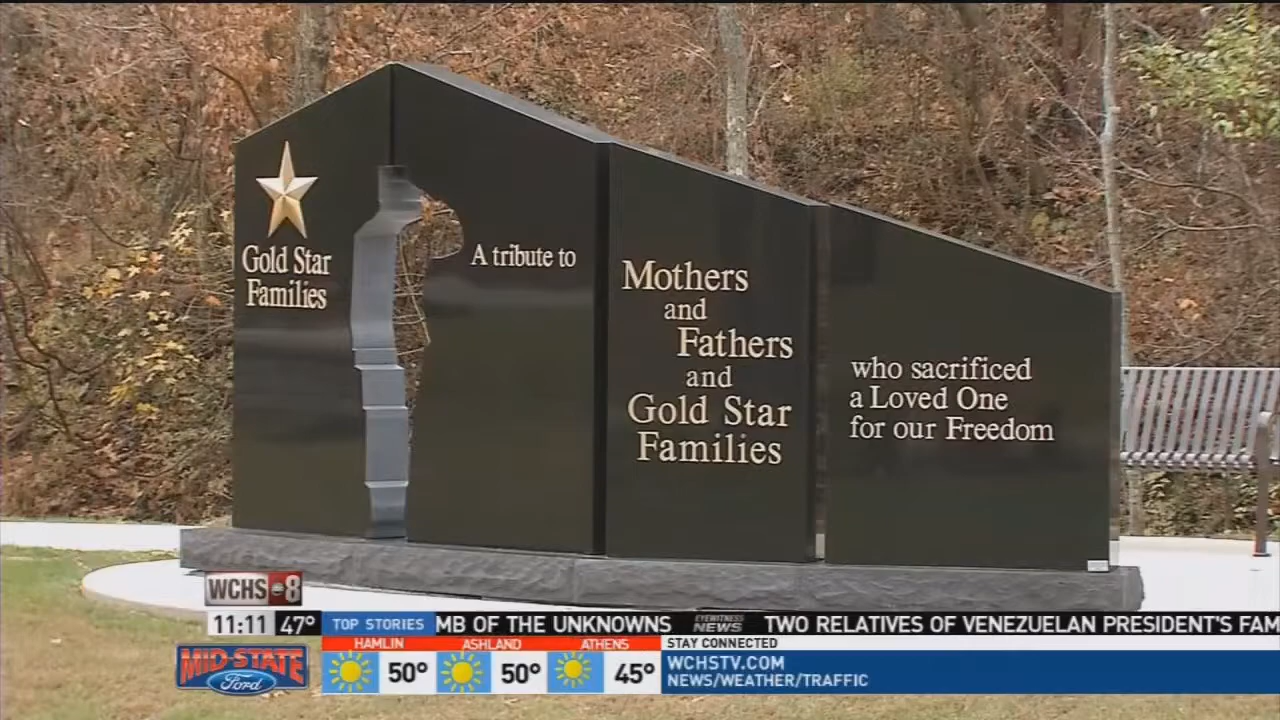 Gold Star
Families
A tribute to
Mothers
and
Fathers
and
Gold Star
Families
who sacrificed
a Loved One
for our Freedom
WCHS 8
11:11 47° TOP STORIES MB OF THE UNKNOWNS EYEWITNESS NEWS TWO RELATIVES OF VENEZUELAN PRESIDENT'S FAM
HAMLIN ASHLAND ATHENS STAY CONNECTED
MID-STATE
Ford
50° 50° 45°
WCHSTV.COM
NEWS/WEATHER/TRAFFIC